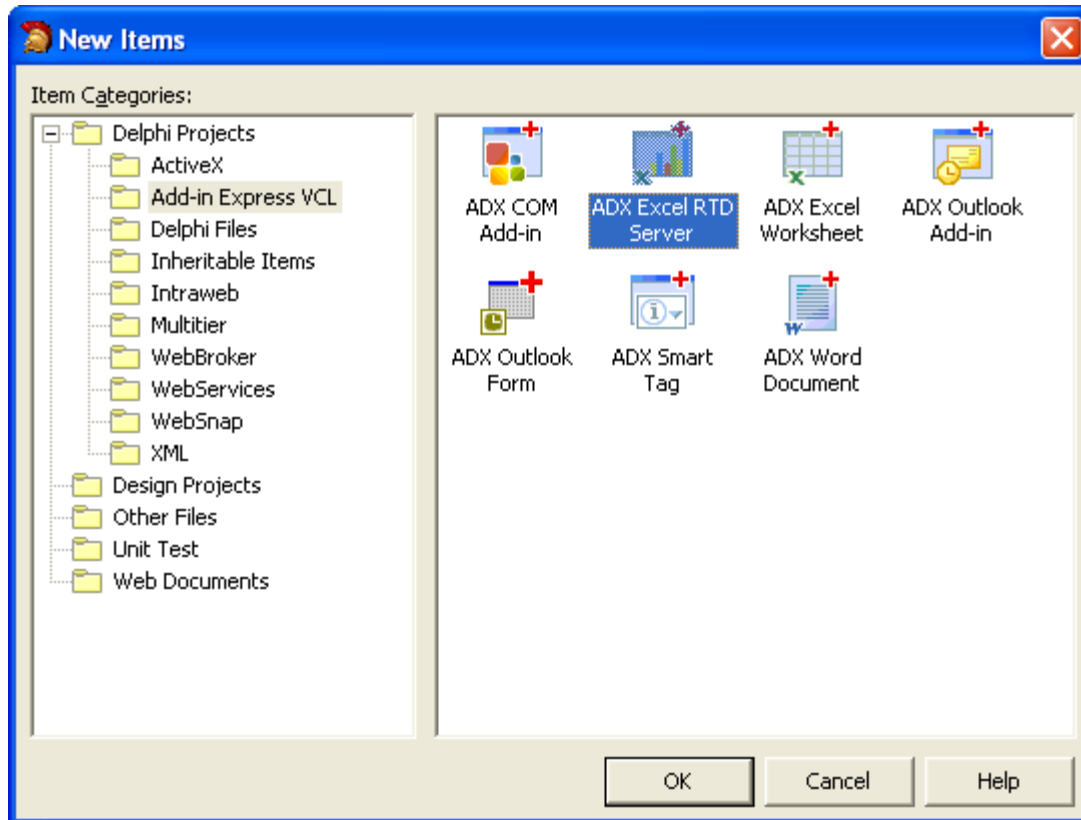 New Items
Item Categories:
Delphi Projects
ActiveX
Add-in Express VCL
Delphi Files
Inheritable Items
Intraweb
Multitier
WebBroker
WebServices
WebSnap
XML
Design Projects
Other Files
Unit Test
Web Documents
ADX COM
Add-in
ADX Excel RTD
Server
ADX Excel
Worksheet
ADX Outlook
Add-in
ADX Outlook
Form
ADX Smart
Tag
ADX Word
Document
OK
Cancel
Help